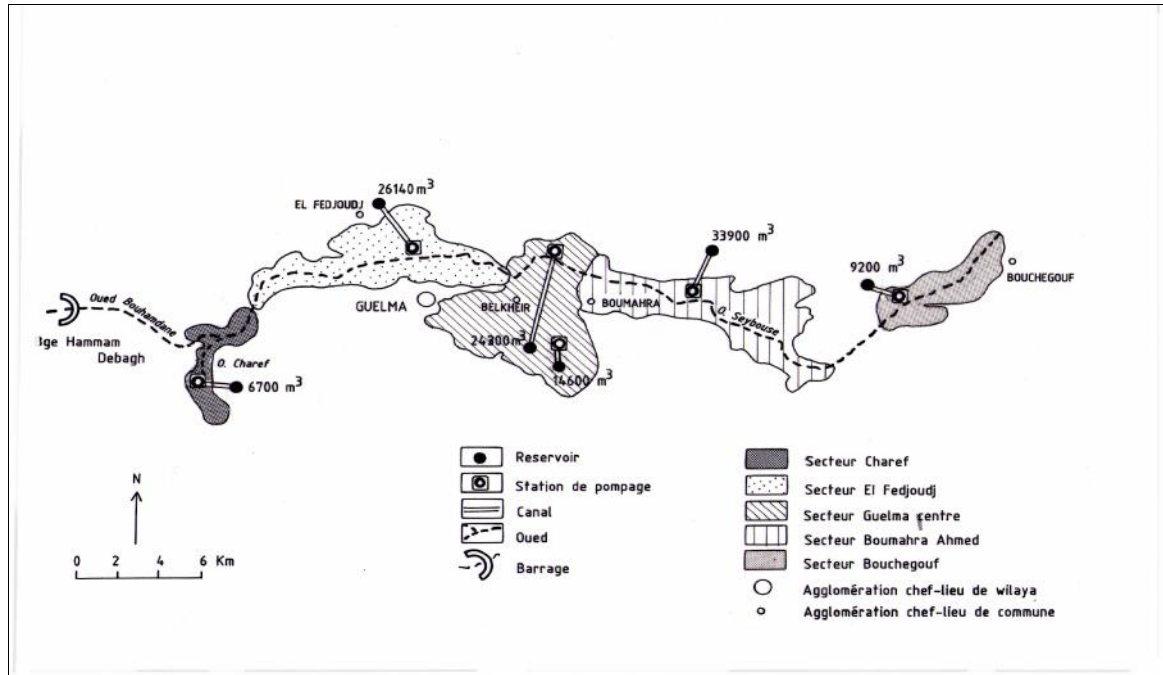 26140 m³
EL FEDJOUDJ
33900 m³
9200 m³
BOUCHEGOUF
GUELMA
BELKHEIR
BOUMAHRA
O. Seybouse
Oued Bouhamdane
3ge Hammam
Debagh
O. Charef
24300 m³
14600 m³
6700 m³
N
0 2 4 6 Km
Reservoir
Station de pompage
Canal
Oued
Barrage
Secteur Charef
Secteur El Fedjoudj
Secteur Guelma centre
Secteur Boumahra Ahmed
Secteur Bouchegouf
Agglomération chef-lieu de wilaya
Agglomération chef-lieu de commune